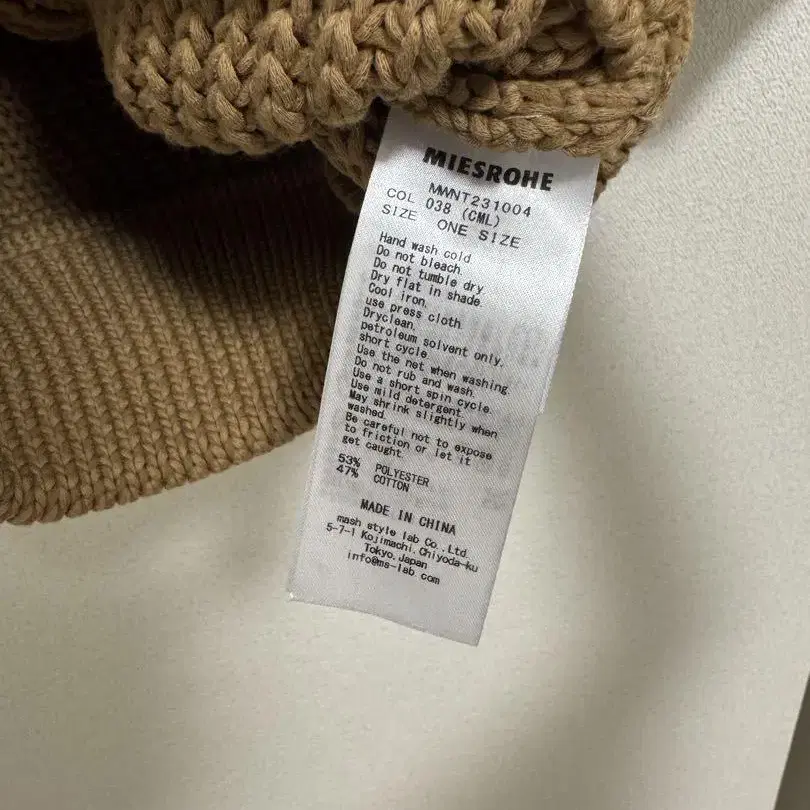 MIESROHE
MWNT231004
COL 038 (CML)
SIZE ONE SIZE
Hand wash cold
Do not bleach.
Do not tumble dry.
Dry flat in shade.
Cool iron.
use press cloth.
Dryclean.
petroleum solvent only.
short cycle.
Use the net when washing.
Do not rub and wash.
Use a short spin cycle.
Use mild detergent.
May shrink slightly when
washed.
Be careful not to expose
to friction or let it
get caught.
53% POLYESTER
47% COTTON
MADE IN CHINA
mash style lab Co., Ltd
5-7-1 Kojimachi, Chiyoda-ku
Tokyo, Japan
info@ms-lab.com